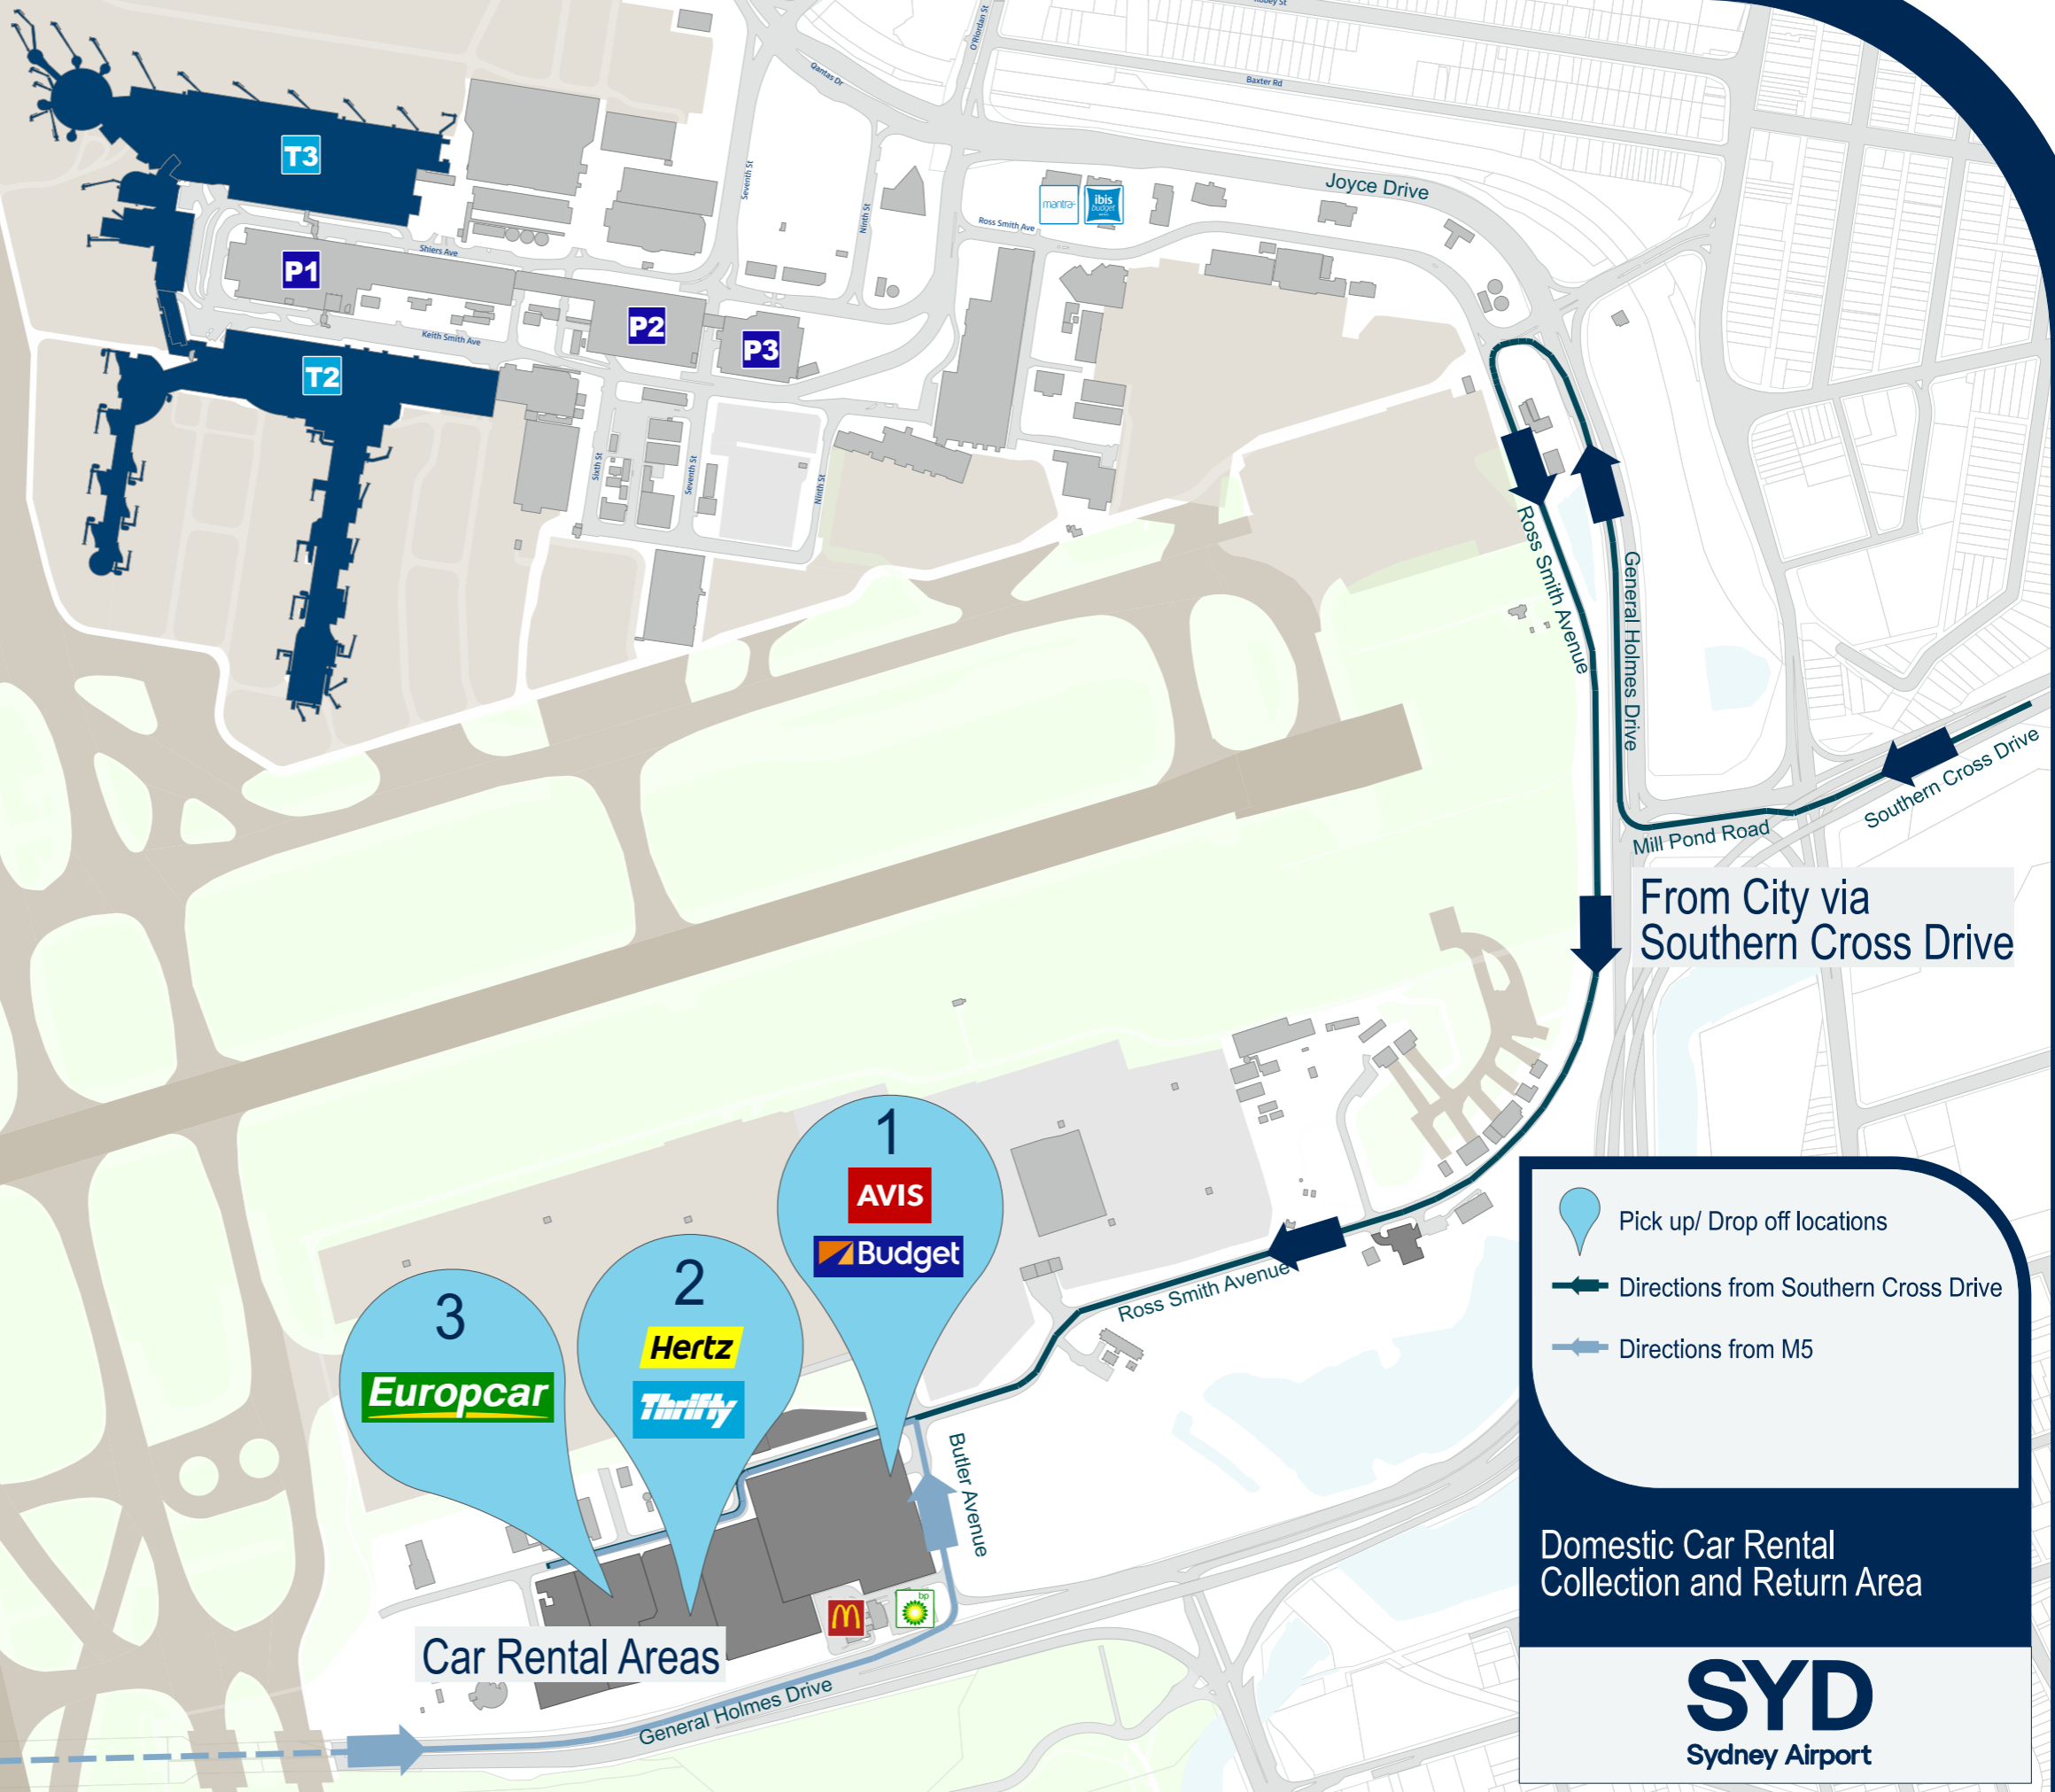 Robey St
O'Riordan St
Qantas Dr
Baxter Rd
T3
Seventh St
Joyce Drive
mantra
ibis
budget
Ninth St
Ross Smith Ave
Shiers Ave
P1
P2
P3
Keith Smith Ave
T2
Sixth St
Seventh St
Ninth St
Ross Smith Avenue
General Holmes Drive
Southern Cross Drive
Mill Pond Road
From City via
Southern Cross Drive
1
AVIS
Budget
2
Hertz
Thrifty
3
Europcar
Ross Smith Avenue
Butler Avenue
bp
Car Rental Areas
General Holmes Drive
Pick up/ Drop off locations
Directions from Southern Cross Drive
Directions from M5
Domestic Car Rental
Collection and Return Area
SYD
Sydney Airport